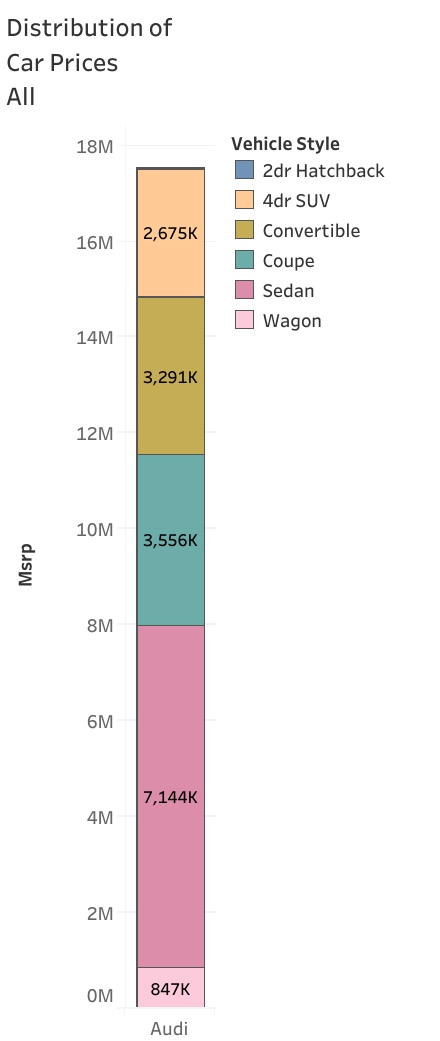 Distribution of
Car Prices
All
Vehicle Style
2dr Hatchback
4dr SUV
Convertible
Coupe
Sedan
Wagon
18M
16M
14M
12M
10M
8M
6M
4M
2M
0M
Msrp
2,675K
3,291K
3,556K
7,144K
847K
Audi